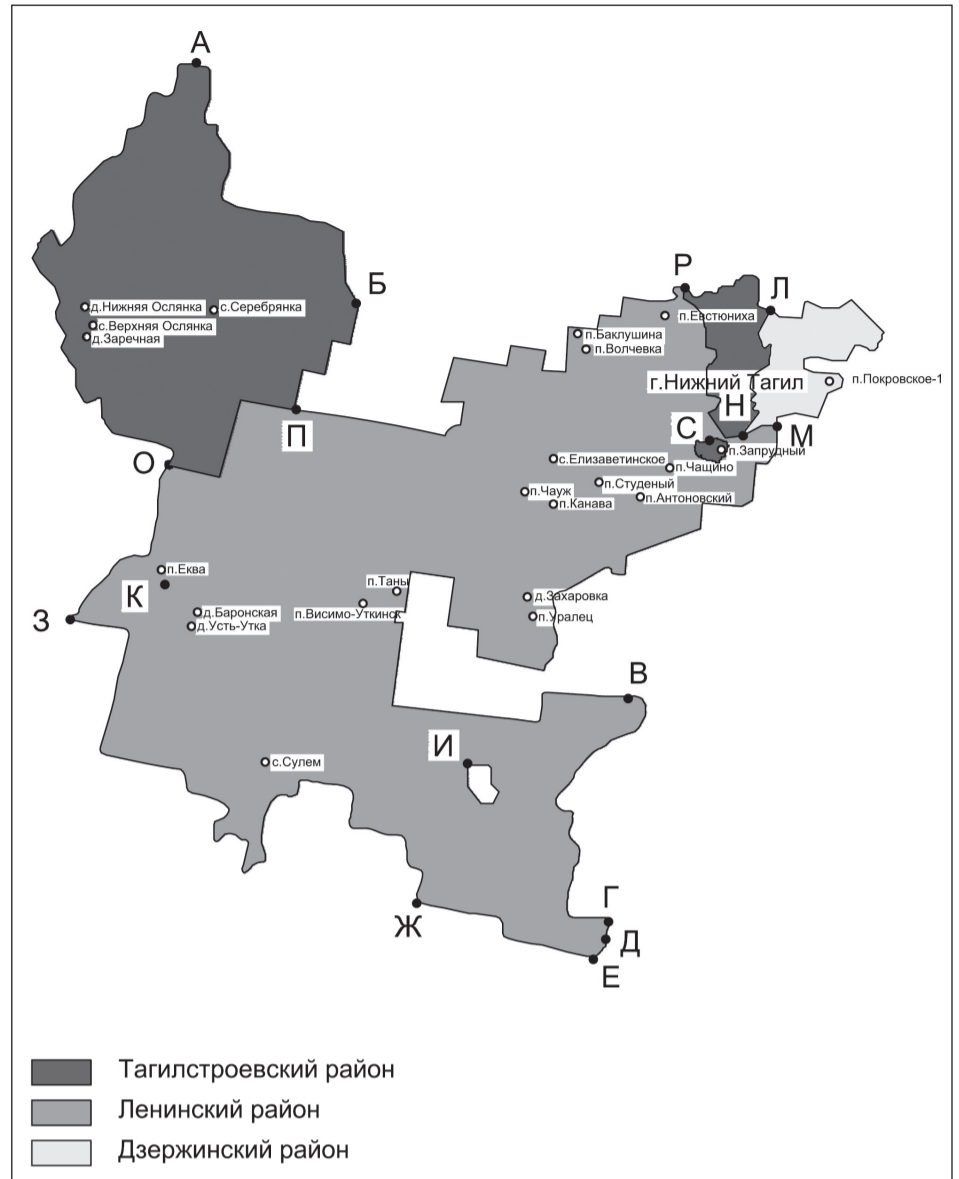 А
Б
Р
Л
д.Нижняя Ослянка
с.Серебрянка
с.Верхняя Ослянка
д.Заречная
п.Евстюниха
п.Баклушина
п.Волчевка
г.Нижний Тагил
п.Покровское-1
Н
П
С
М
О
п.Запрудный
с.Елизаветинское
п.Чащино
п.Студеный
п.Чауж
п.Антоновский
п.Канава
п.Еква
п.Таны
К
д.Захаровка
З
д.Баронская
п.Висимо-Уткинск
п.Уралец
д.Усть-Утка
В
И
с.Сулем
Г
Ж
Д
Е
Тагилстроевский район
Ленинский район
Дзержинский район